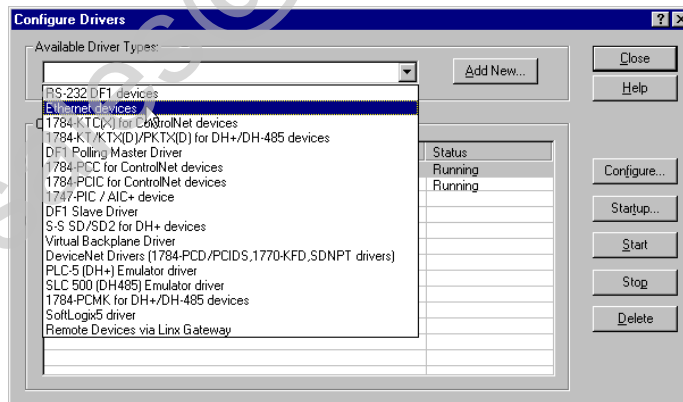 Configure Drivers
Available Driver Types:
Add New...
Close
Help
RS-232 DF1 devices
Ethernet devices
1784-KTC(X) for ControlNet devices
1784-KT/KTX(D)/PKTX(D) for DH+/DH-485 devices
DF1 Polling Master Driver
1784-PCC for ControlNet devices
1784-PCIC for ControlNet devices
1747-PIC / AIC+ device
DF1 Slave Driver
S-S SD/SD2 for DH+ devices
Virtual Backplane Driver
DeviceNet Drivers (1784-PCD/PCIDS,1770-KFD,SDNPT drivers)
PLC-5 (DH+) Emulator driver
SLC 500 (DH485) Emulator driver
1784-PCMK for DH+/DH-485 devices
SoftLogix5 driver
Remote Devices via Linx Gateway
Status
Running
Running
Configure...
Startup...
Start
Stop
Delete